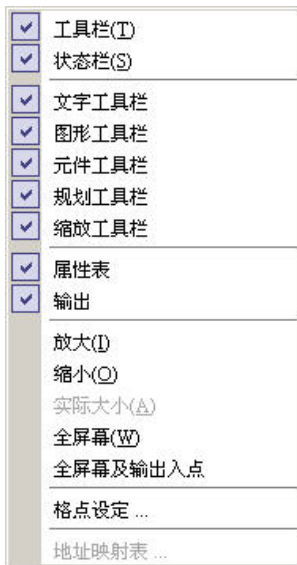 工具栏(T)
状态栏(S)
文字工具栏
图形工具栏
元件工具栏
规划工具栏
缩放工具栏
属性表
输出
放大(I)
缩小(O)
实际大小(A)
全屏幕(W)
全屏幕及输出入点
格点设定 ...
地址映射表 ...